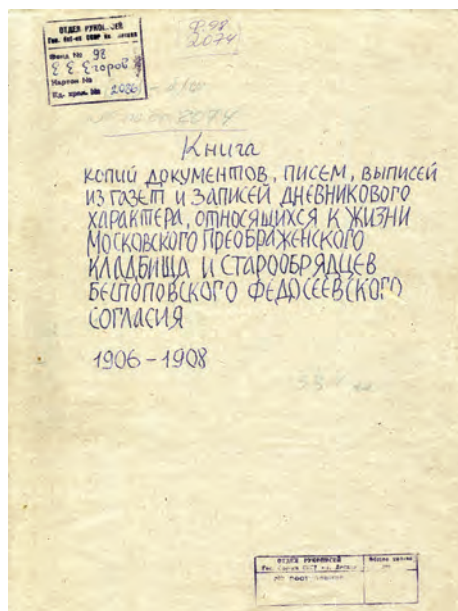 ОТДЕЛ РУКОПИСЕЙ
Фонд № 98
Е Е Егоров
Картон №
Ед. хран. №
Ф.98
2074
2074
Книга
копий документов, писем, выписей
из газет и записей дневникового
характера, относящихся к жизни
Московского Преображенского
кладбища и старообрядцев
беспоповского федосеевского
согласия
1906-1908
ОТДЕЛ РУКОПИСЕЙ